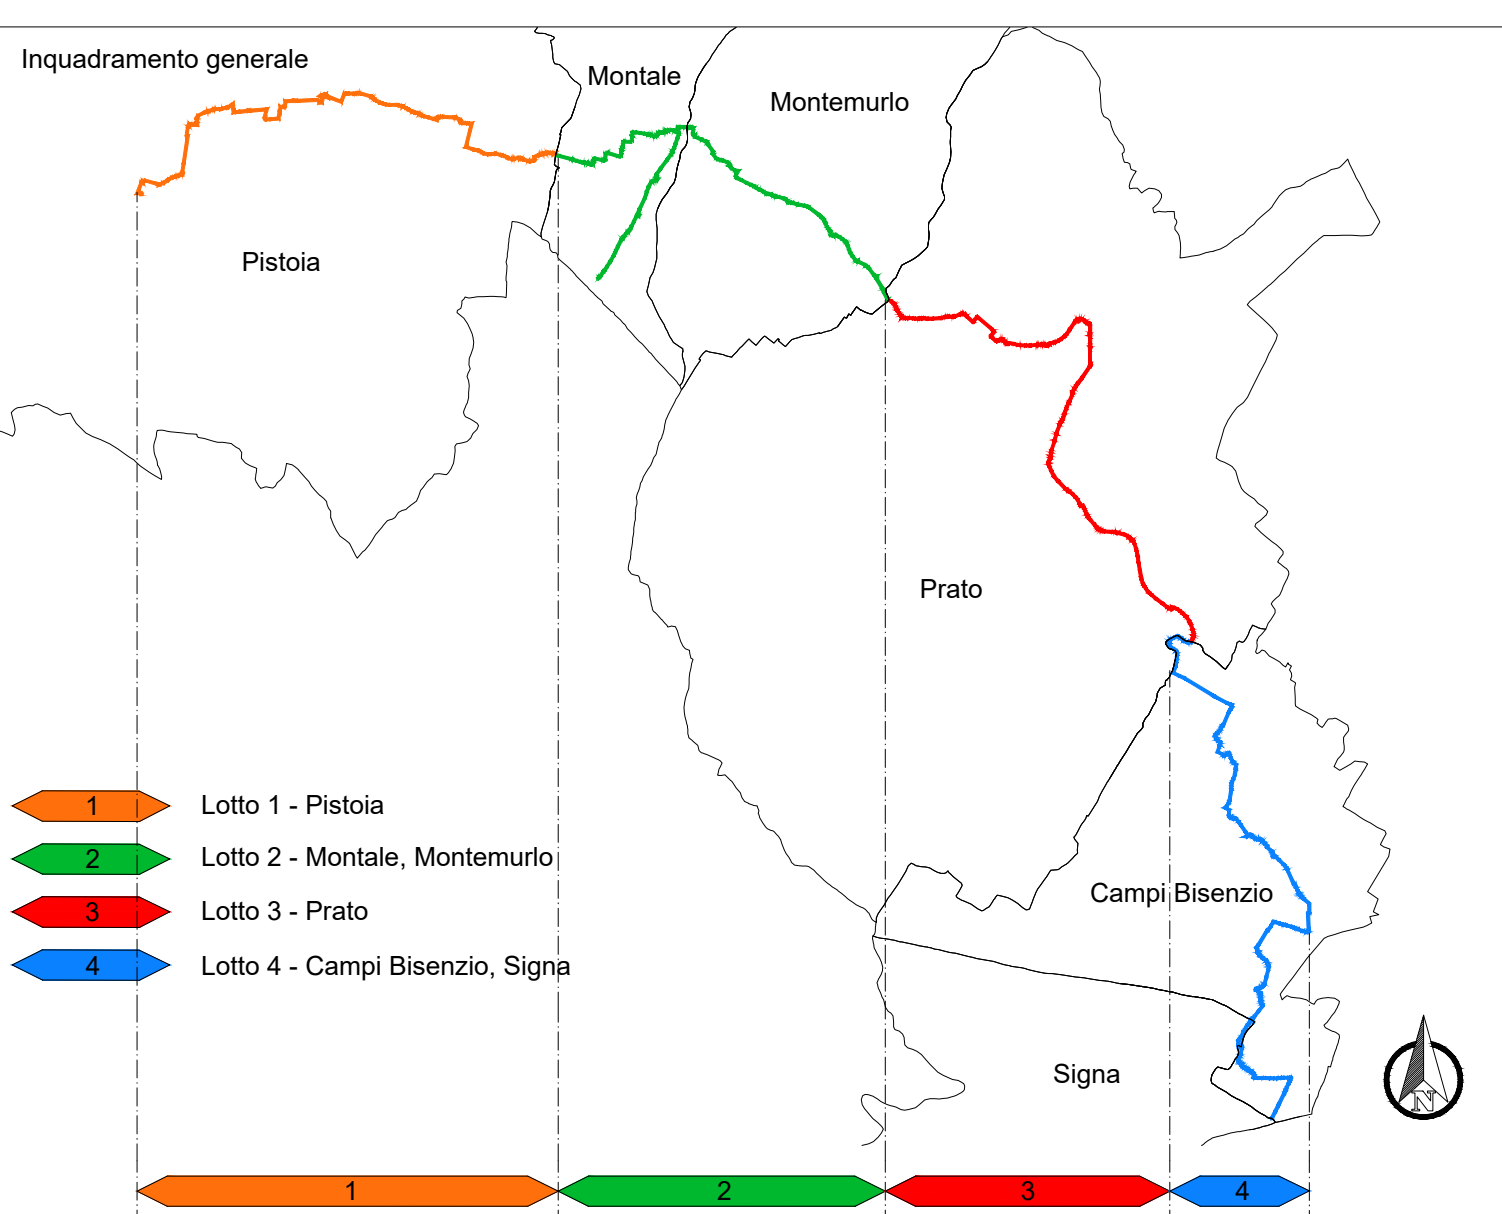 Inquadramento generale
Montale
Montemurlo
Pistoia
Prato
1 Lotto 1 - Pistoia
2 Lotto 2 - Montale, Montemurlo
3 Lotto 3 - Prato
4 Lotto 4 - Campi Bisenzio, Signa
Campi Bisenzio
Signa
N
1 2 3 4